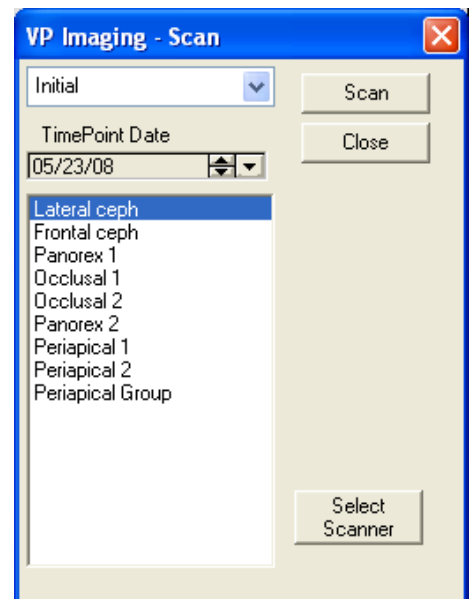 VP Imaging - Scan
Initial
Scan
TimePoint Date
Close
05/23/08
Lateral ceph
Frontal ceph
Panorex 1
Occlusal 1
Occlusal 2
Panorex 2
Periapical 1
Periapical 2
Periapical Group
Select
Scanner